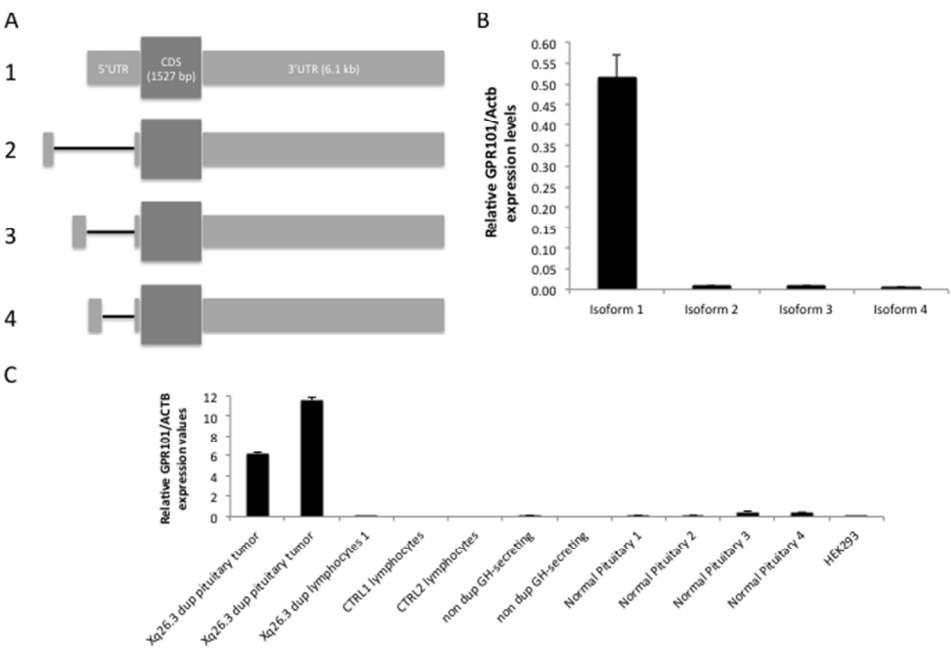 A
1
5'UTR
CDS
(1527 bp)
3'UTR (6.1 kb)
2
3
4
B
Relative GPR101/Actb
expression levels
0.60
0.55
0.50
0.45
0.40
0.35
0.30
0.25
0.20
0.15
0.10
0.05
0.00
Isoform 1
Isoform 2
Isoform 3
Isoform 4
C
Relative GPR101/ACTB
expression values
12
10
8
6
4
2
0
Xq26.3 dup pituitary tumor
Xq26.3 dup pituitary tumor
Xq26.3 dup lymphocytes 1
CTRL1 lymphocytes
CTRL2 lymphocytes
non dup GH-secreting
non dup GH-secreting
Normal Pituitary 1
Normal Pituitary 2
Normal Pituitary 3
Normal Pituitary 4
HEK293